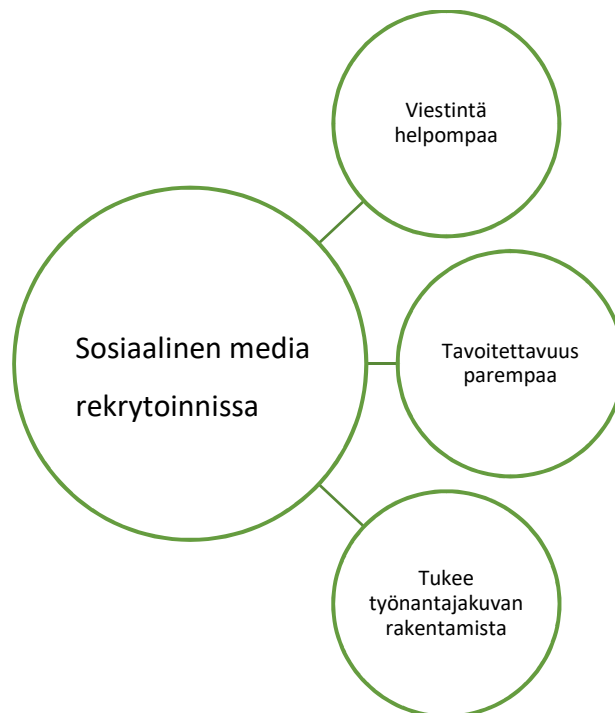 Viestintä
helpompaa
Sosiaalinen media
rekrytoinnissa
Tavoitettavuus
parempaa
Tukee
työnantajakuvan
rakentamista